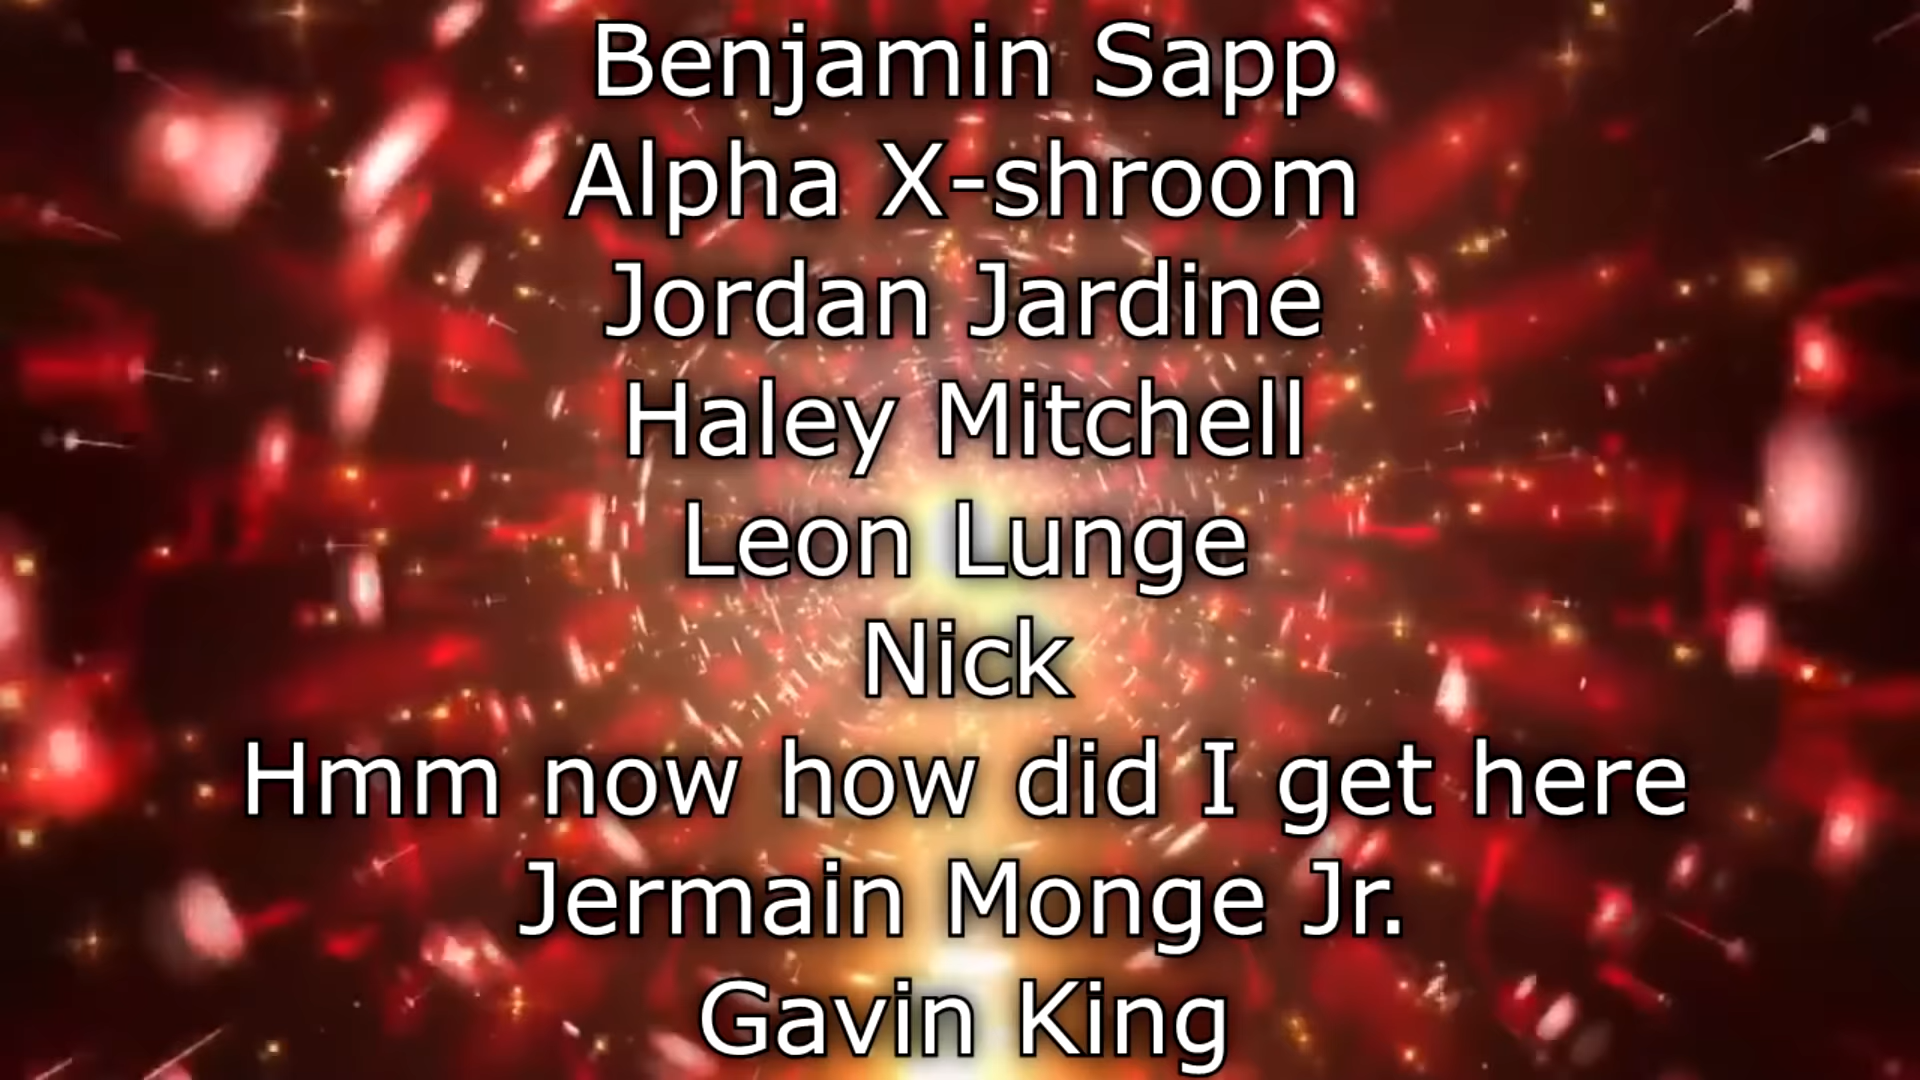 Benjamin Sapp
Alpha X-shroom
Jordan Jardine
Haley Mitchell
Leon Lunge
Nick
Hmm now how did I get here
Jermain Monge Jr.
Gavin King